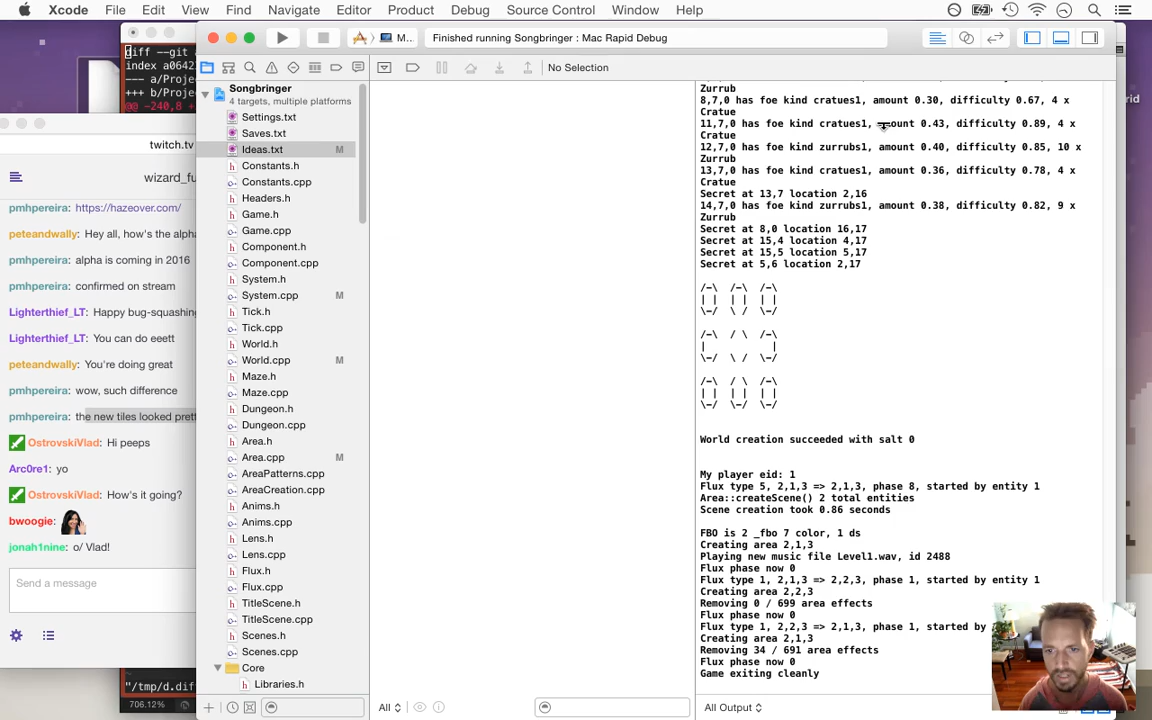 Xcode File Edit View Find Navigate Editor Product Debug Source Control Window Help
diff --git a
index a0642
--- a/Proj
+++ b/Proj
@@ -240,8 +
twitch.tv
wizard_fu
pmhpereira: https://hazeover.com/
peteandwally: Hey all, how's the alpha
pmhpereira: alpha is coming in 2016
pmhpereira: confirmed on stream
Lighterthief_LT: Happy bug-squashing
Lighterthief_LT: You can do eeett
peteandwally: You're doing great
pmhpereira: wow, such difference
pmhpereira: the new tiles looked prett
OstrovskiVlad: Hi peeps
Arc0re1: yo
OstrovskiVlad: How's it going?
bwoogie:
jonah1nine: o/ Vlad!
Send a message
"/tmp/d.diff
706.12%
M...
Finished running Songbringer : Mac Rapid Debug
No Selection
Songbringer
4 targets, multiple platforms
Settings.txt
Saves.txt
Ideas.txt M
Constants.h
Constants.cpp
Headers.h
Game.h
Game.cpp
Component.h
Component.cpp
System.h
System.cpp M
Tick.h
Tick.cpp
World.h
World.cpp M
Maze.h
Maze.cpp
Dungeon.h
Dungeon.cpp
Area.h
Area.cpp M
AreaPatterns.cpp
AreaCreation.cpp
Anims.h
Anims.cpp
Lens.h
Lens.cpp
Flux.h
Flux.cpp
TitleScene.h
TitleScene.cpp
Scenes.h
Scenes.cpp
Core
Libraries.h
Zurrub
8,7,0 has foe kind cratues1, amount 0.30, difficulty 0.67, 4 x
Cratue
11,7,0 has foe kind cratues1, amount 0.43, difficulty 0.89, 4 x
Cratue
12,7,0 has foe kind zurrubs1, amount 0.40, difficulty 0.85, 10 x
Zurrub
13,7,0 has foe kind cratues1, amount 0.36, difficulty 0.78, 4 x
Cratue
Secret at 13,7 location 2,16
14,7,0 has foe kind zurrubs1, amount 0.38, difficulty 0.82, 9 x
Zurrub
Secret at 8,0 location 16,17
Secret at 15,4 location 4,17
Secret at 15,5 location 5,17
Secret at 5,6 location 2,17
/-\ /-\ /-\
| | | | | |
\-/ \ / \-/
/-\ / \ /-\
| |
\-/ \ / \-/
/-\ / \ /-\
| | | | | |
\-/ \-/ \-/
World creation succeeded with salt 0
My player eid: 1
Flux type 5, 2,1,3 => 2,1,3, phase 8, started by entity 1
Area::createScene() 2 total entities
Scene creation took 0.86 seconds
FBO is 2 _fbo 7 color, 1 ds
Creating area 2,1,3
Playing new music file Level1.wav, id 2488
Flux phase now 0
Flux type 1, 2,1,3 => 2,2,3, phase 1, started by entity 1
Creating area 2,2,3
Removing 0 / 699 area effects
Flux phase now 0
Flux type 1, 2,2,3 => 2,1,3, phase 1, started by
Creating area 2,1,3
Removing 34 / 691 area effects
Flux phase now 0
Game exiting cleanly
All
All Output